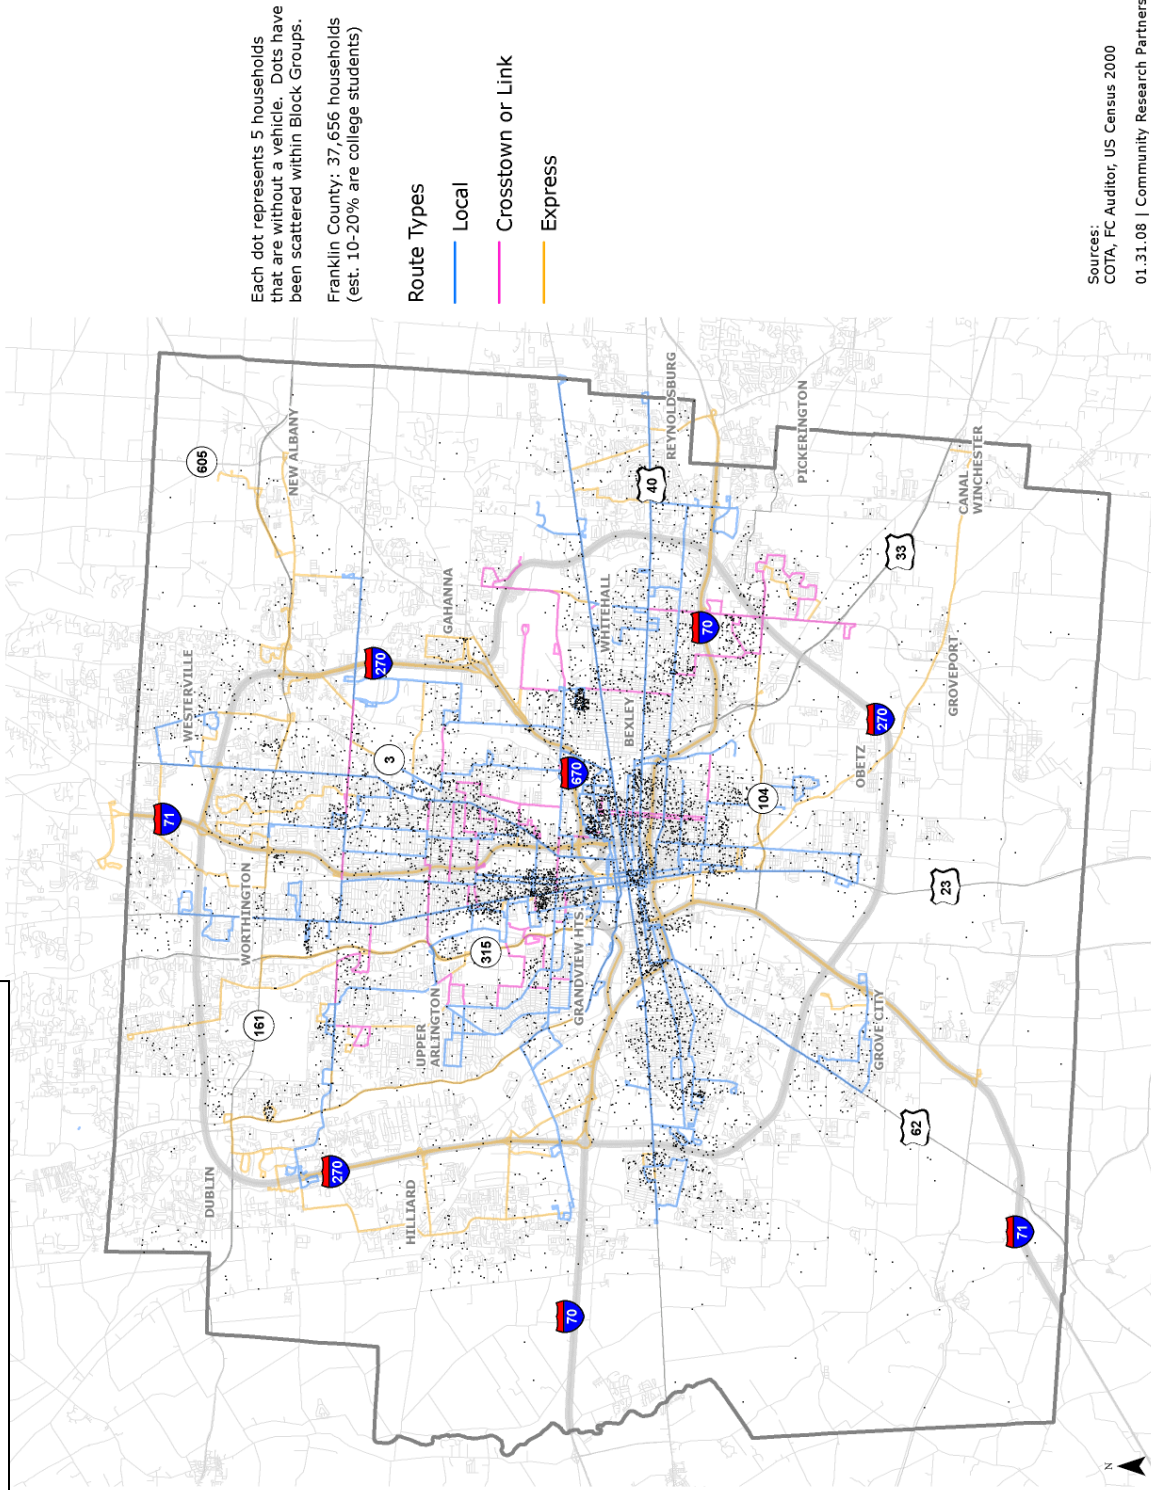 Each dot represents 5 households
that are without a vehicle. Dots have
been scattered within Block Groups.
Franklin County: 37,656 households
(est. 10-20% are college students)
Route Types
Local
Crosstown or Link
Express
Sources:
COTA, FC Auditor, US Census 2000
01.31.08 | Community Research Partners
605
NEW ALBANY
REYNOLDSBURG
PICKERINGTON
CANAL
WINCHESTER
40
33
GAHANNA
WHITEHALL
70
270
WESTERVILLE
GROVEPORT
270
BEXLEY
3
670
OBETZ
104
71
WORTHINGTON
23
315
GRANDVIEW HTS.
161
UPPER
ARLINGTON
GROVE CITY
62
DUBLIN
270
HILLIARD
71
70
N